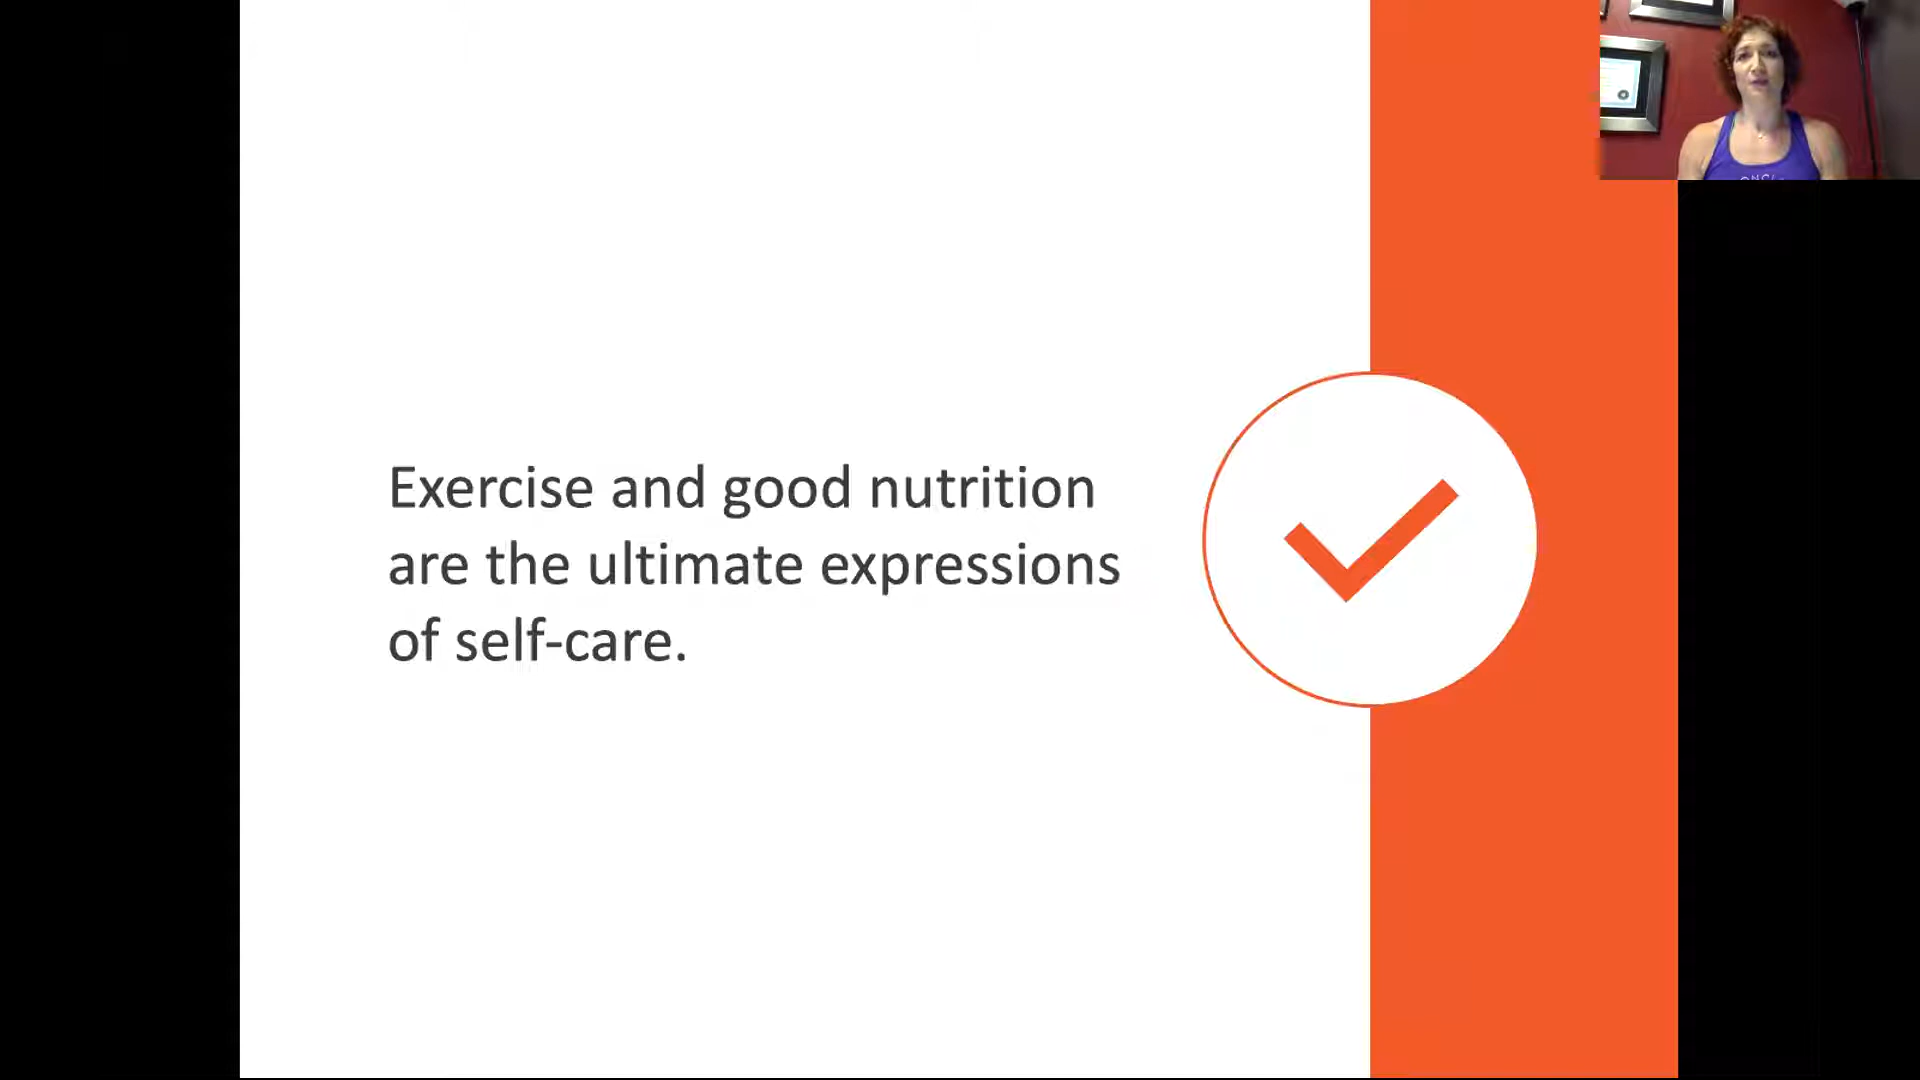 Exercise and good nutrition
are the ultimate expressions
of self-care.